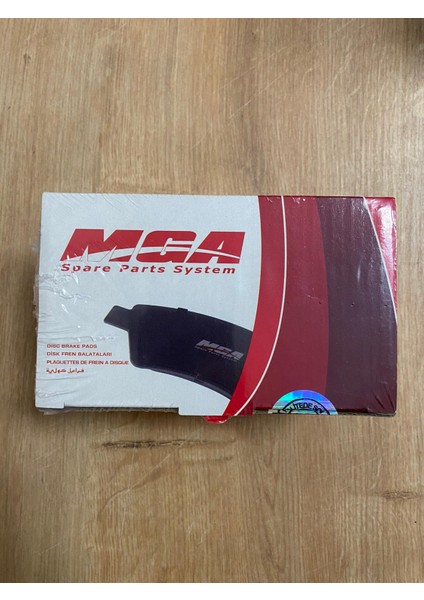 MGA
Spare Parts System
MGA
DISC BRAKE PADS
DISK FREN BALATALARI
PLAQUETTES DE FREIN A DISQUE